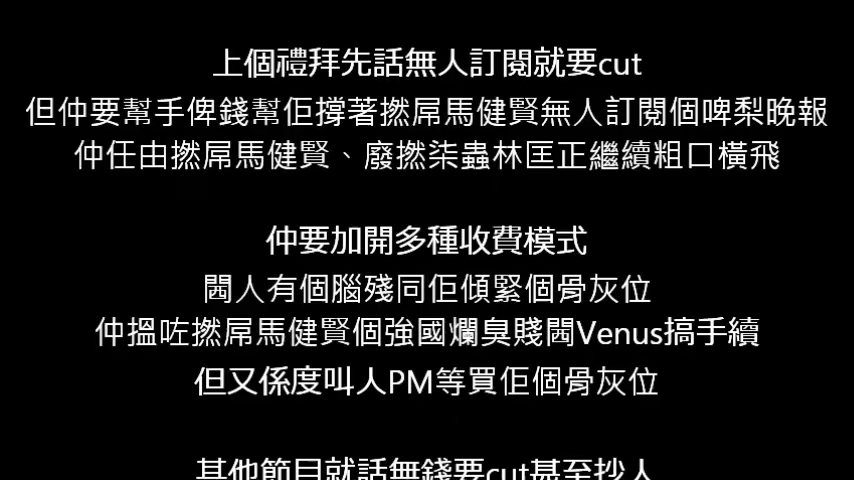 上個禮拜先話無人訂閱就要cut
但仲要幫手俾錢幫佢撐著撚屌馬健賢無人訂閱個啤梨晚報
仲任由撚屌馬健賢、廢撚柒蟲林匡正繼續粗口橫飛
仲要加開多種收費模式
閪人有個腦殘同佢傾緊個骨灰位
仲搵咗撚屌馬健賢個強國爛臭賤閪Venus搞手續
但又係度叫人PM等買佢個骨灰位
其他節目就話無錢要cut甚至抄人